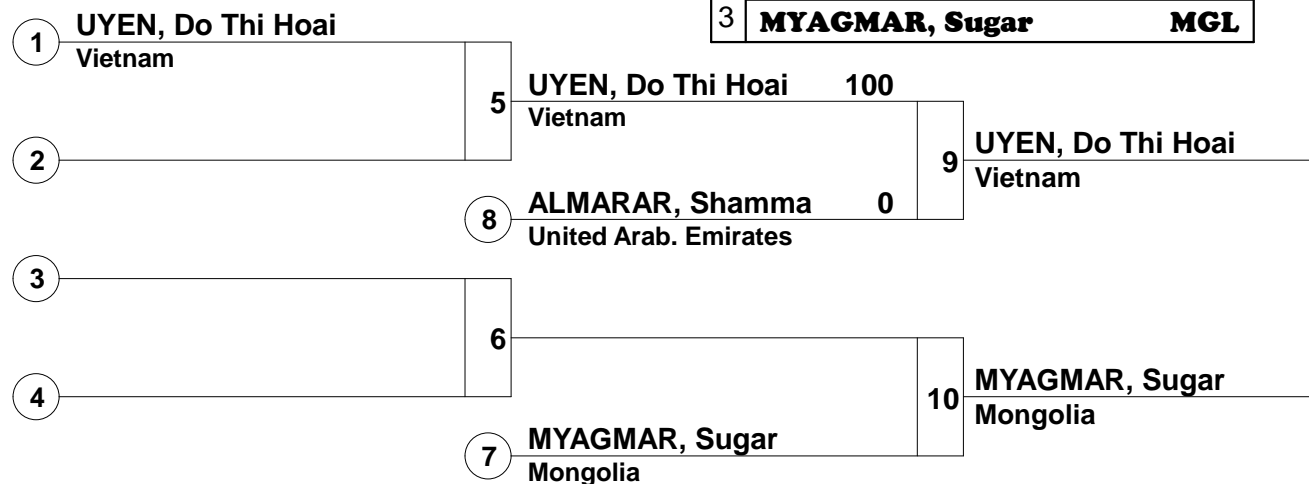 3 MYAGMAR, Sugar MGL
1 UYEN, Do Thi Hoai
Vietnam
5 UYEN, Do Thi Hoai 100
Vietnam
2
9 UYEN, Do Thi Hoai
Vietnam
8 ALMARAR, Shamma 0
United Arab. Emirates
3
6
4
10 MYAGMAR, Sugar
Mongolia
7 MYAGMAR, Sugar
Mongolia